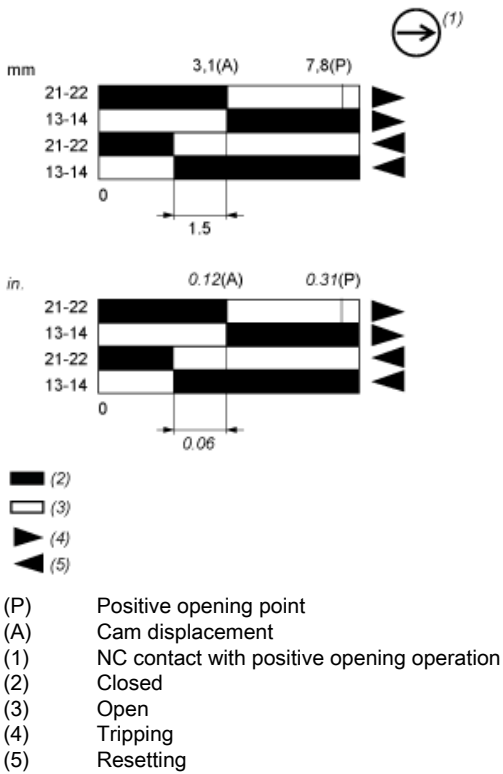 (1)
mm 3,1(A) 7,8(P)
21-22
13-14
21-22
13-14
0
1.5
in. 0.12(A) 0.31(P)
21-22
13-14
21-22
13-14
0
0.06
(2)
(3)
(4)
(5)
(P) Positive opening point
(A) Cam displacement
(1) NC contact with positive opening operation
(2) Closed
(3) Open
(4) Tripping
(5) Resetting